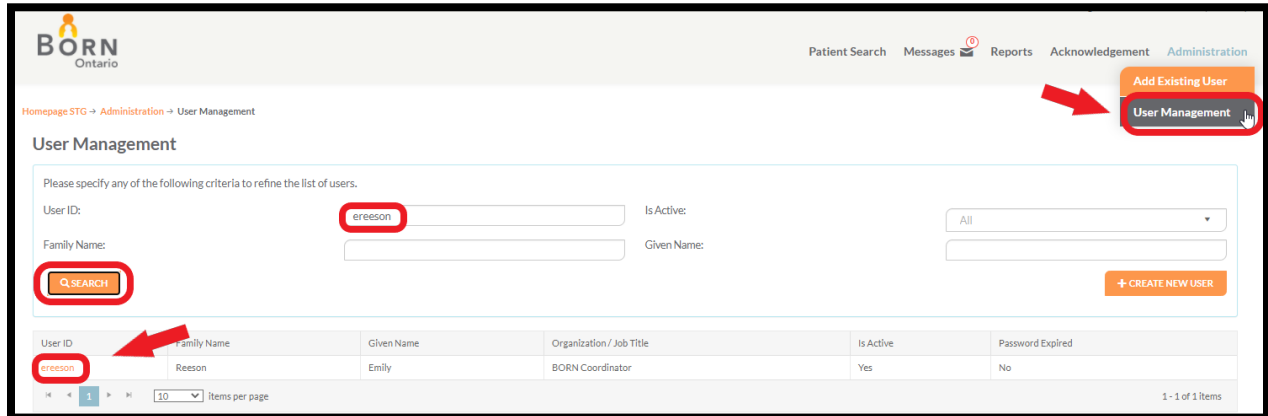 BORN
Ontario
Patient Search Messages 0 Reports Acknowledgement Administration
Add Existing User
User Management
Homepage STG → Administration → User Management
User Management
Please specify any of the following criteria to refine the list of users.
User ID: ereeson Is Active: All
Family Name: Given Name:
SEARCH + CREATE NEW USER
User ID Family Name Given Name Organization / Job Title Is Active Password Expired
ereeson Reeson Emily BORN Coordinator Yes No
1 10 items per page 1 - 1 of 1 items